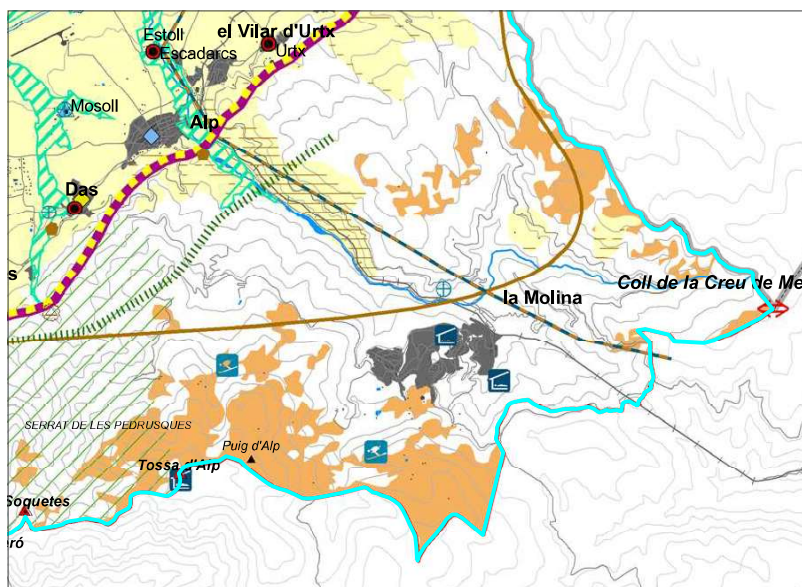 el Vilar d'Urtx
Estoll
Escadarcs
Urtx
Mosoll
Alp
Das
s
Coll de la Creu de Me
la Molina
SERRAT DE LES PEDRUSQUES
Puig d'Alp
Tossa d'Alp
Soquetes
eró